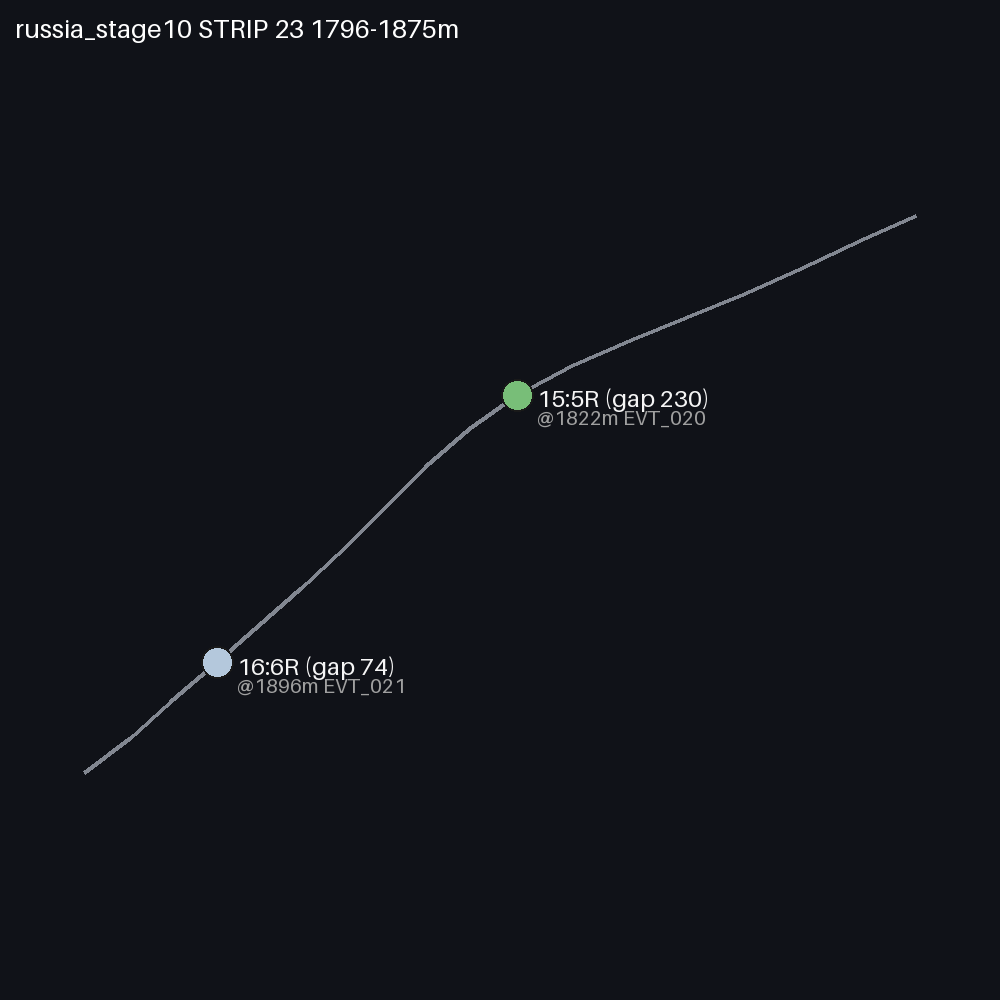 russia_stage10 STRIP 23 1796-1875m
15:5R (gap 230)
@1822m EVT_020
16:6R (gap 74)
@1896m EVT_021